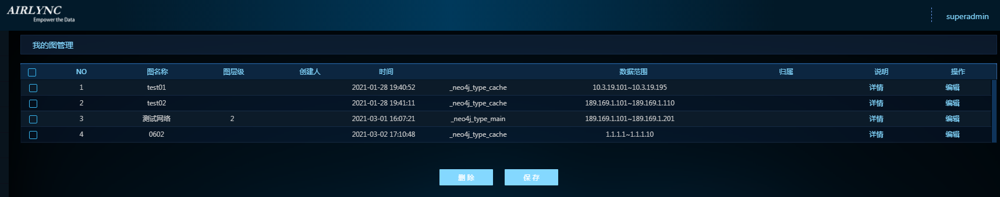 AIRLYNC
Empower the Data
superadmin
我的图管理
NO 图名称 图层级 创建人 时间 数据范围 归属 说明 操作
1 test01 2021-01-28 19:40:52 _neo4j_type_cache 10.3.19.101~10.3.19.195 详情 编辑
2 test02 2021-01-28 19:41:11 _neo4j_type_cache 189.169.1.101~189.169.1.110 详情 编辑
3 测试网络 2 2021-03-01 16:07:21 _neo4j_type_main 189.169.1.101~189.169.1.201 详情 编辑
4 0602 2021-03-02 17:10:48 _neo4j_type_cache 1.1.1.1~1.1.1.10 详情 编辑
删除 保存